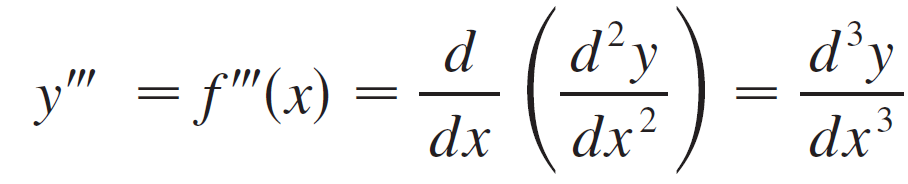 y''' = f'''(x) = d/dx (d²y/dx²) = d³y/dx³